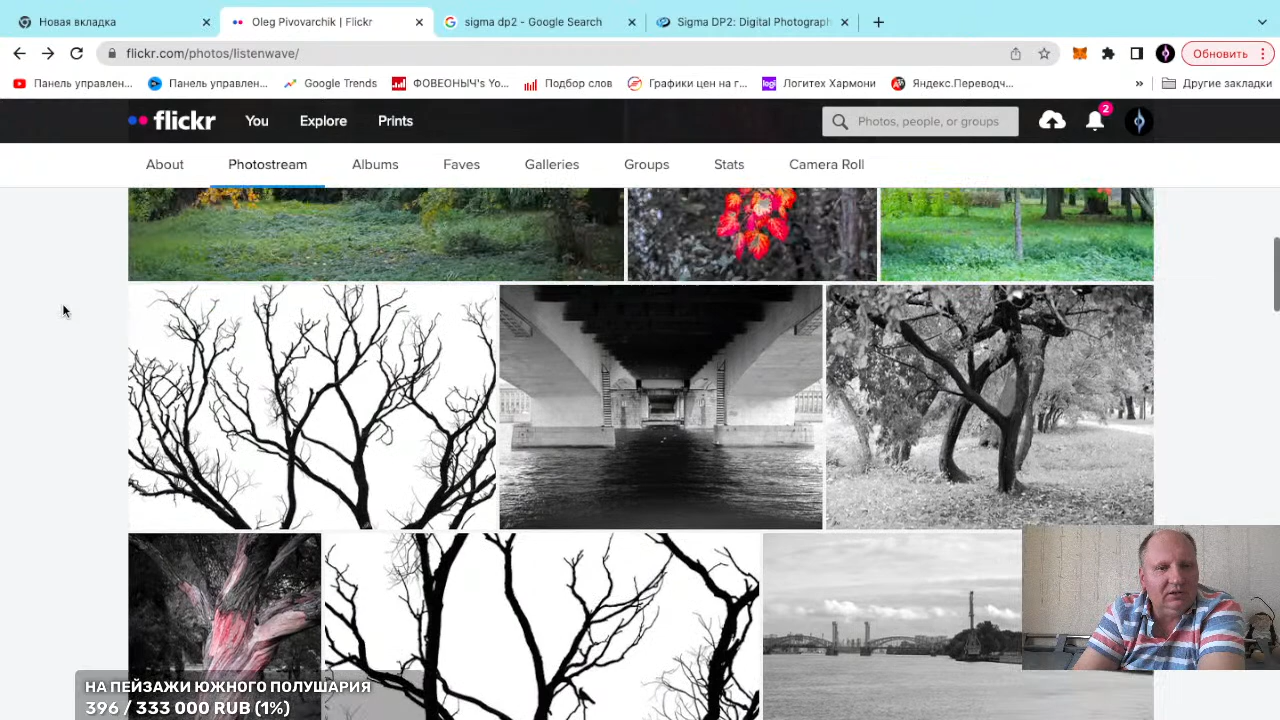 Новая вкладка
Oleg Pivovarchik | Flickr
sigma dp2 - Google Search
Sigma DP2: Digital Photograph
flickr.com/photos/listenwave/
Обновить
Панель управлен...
Панель управлен...
Google Trends
ФОВЕОНЫЧ's Yo...
Подбор слов
Графики цен на г...
logi
Логитех Хармони
Яндекс.Переводч...
»
Другие закладки
flickr
You
Explore
Prints
Photos, people, or groups
2
About
Photostream
Albums
Faves
Galleries
Groups
Stats
Camera Roll
НА ПЕЙЗАЖИ ЮЖНОГО ПОЛУШАРИЯ
396 / 333 000 RUB (1%)